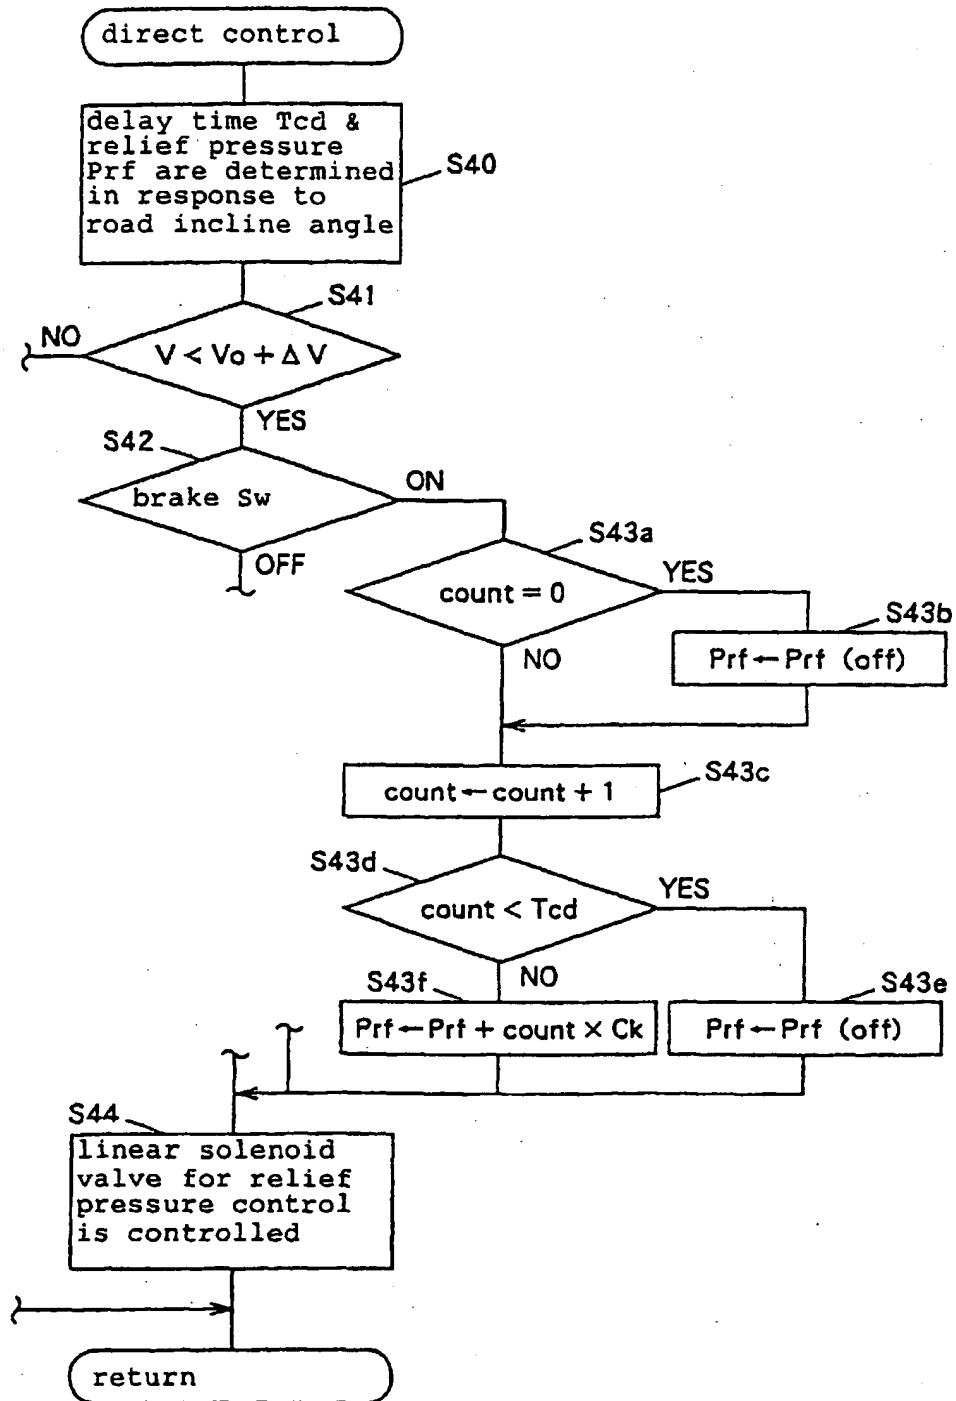 direct control
delay time Tcd &
relief pressure
Prf are determined
in response to
road incline angle
S40
S41
NO
V < Vo + Δ V
YES
S42
brake Sw
ON
OFF
S43a
count = 0
YES
S43b
Prf ← Prf (off)
NO
count ← count + 1
S43c
S43d
count < Tcd
YES
NO
S43f
Prf ← Prf + count × Ck
S43e
Prf ← Prf (off)
S44
linear solenoid
valve for relief
pressure control
is controlled
return